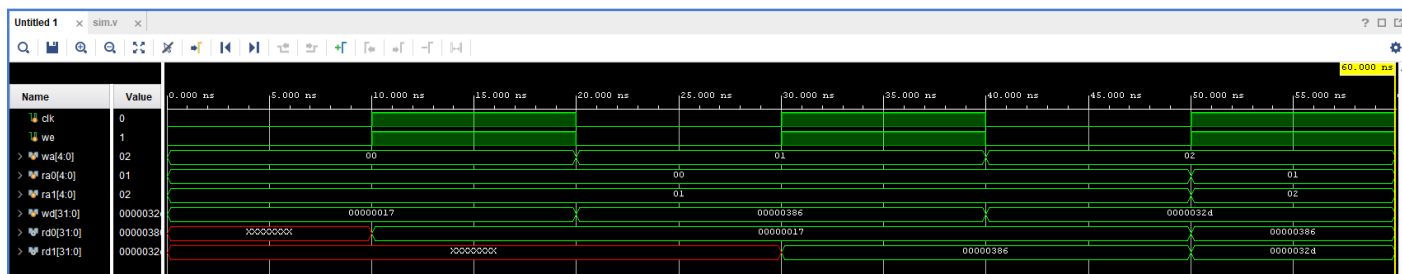 Untitled 1 × sim.v ×
60.000 ns
Name Value 0.000 ns 5.000 ns 10.000 ns 15.000 ns 20.000 ns 25.000 ns 30.000 ns 35.000 ns 40.000 ns 45.000 ns 50.000 ns 55.000 ns
clk 0
we 1
wa[4:0] 02 00 01 02
ra0[4:0] 01 00 01
ra1[4:0] 02 01 02
wd[31:0] 0000032d 00000017 00000386 0000032d
rd0[31:0] 0000038 XXXXXXXX 00000017 00000386
rd1[31:0] 0000032 XXXXXXXX 00000386 0000032d